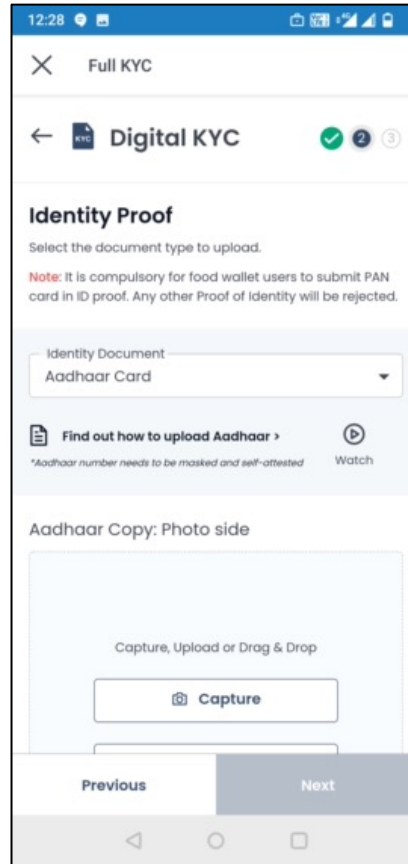 12:28
Full KYC
KYC
Digital KYC
2
3
Identity Proof
Select the document type to upload.
Note: It is compulsory for food wallet users to submit PAN
card in ID proof. Any other Proof of Identity will be rejected.
Identity Document
Aadhaar Card
Find out how to upload Aadhaar >
*Aadhaar number needs to be masked and self-attested
Watch
Aadhaar Copy: Photo side
Capture, Upload or Drag & Drop
Capture
Previous
Next